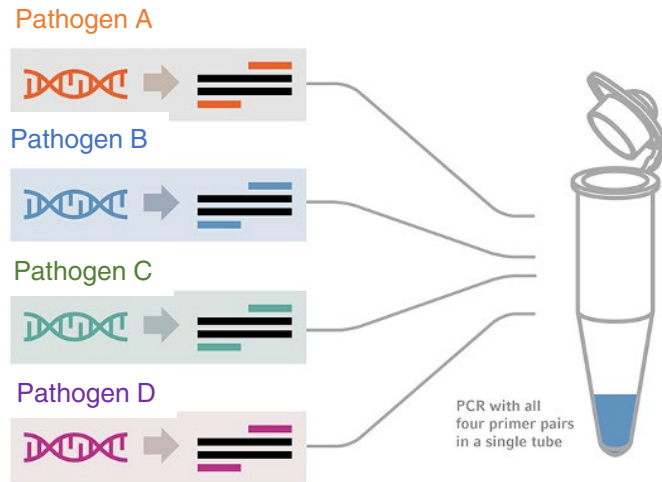 Pathogen A
Pathogen B
Pathogen C
Pathogen D
PCR with all
four primer pairs
in a single tube